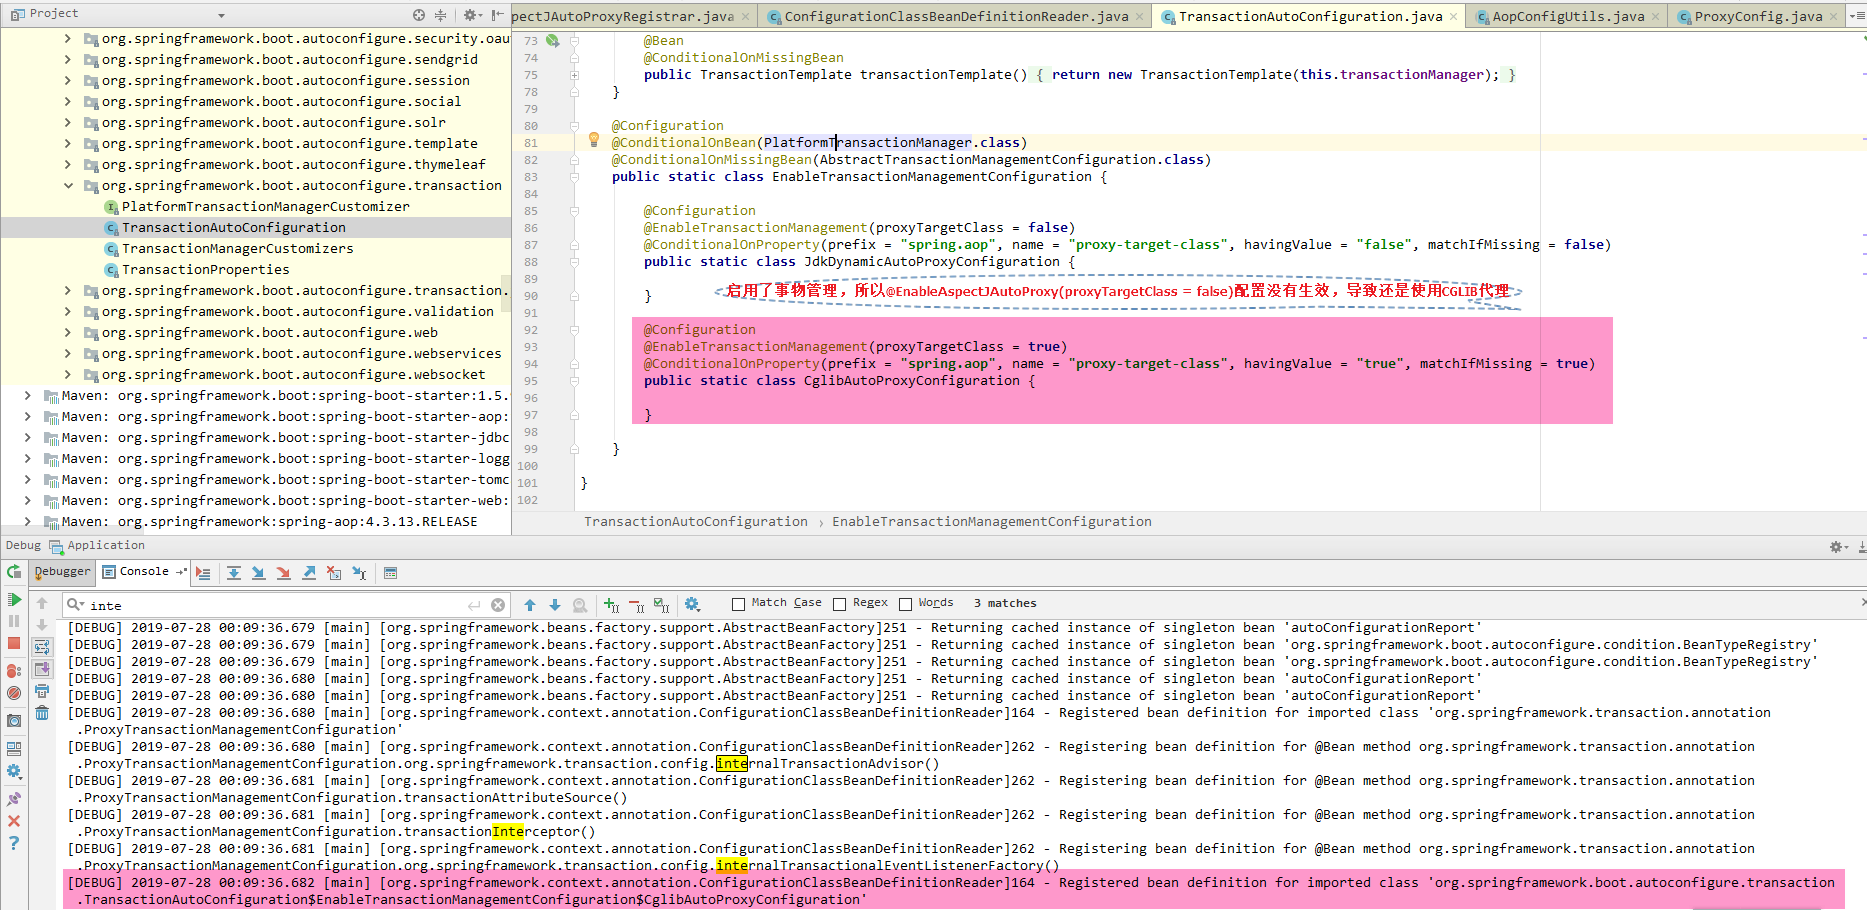 Project
pectJAutoProxyRegistrar.java
ConfigurationClassBeanDefinitionReader.java
TransactionAutoConfiguration.java
AopConfigUtils.java
ProxyConfig.java
org.springframework.boot.autoconfigure.security.oau
org.springframework.boot.autoconfigure.sendgrid
org.springframework.boot.autoconfigure.session
org.springframework.boot.autoconfigure.social
org.springframework.boot.autoconfigure.solr
org.springframework.boot.autoconfigure.template
org.springframework.boot.autoconfigure.thymeleaf
org.springframework.boot.autoconfigure.transaction
PlatformTransactionManagerCustomizer
TransactionAutoConfiguration
TransactionManagerCustomizers
TransactionProperties
org.springframework.boot.autoconfigure.transaction.
org.springframework.boot.autoconfigure.validation
org.springframework.boot.autoconfigure.web
org.springframework.boot.autoconfigure.webservices
org.springframework.boot.autoconfigure.websocket
Maven: org.springframework.boot:spring-boot-starter:1.5.
Maven: org.springframework.boot:spring-boot-starter-aop:
Maven: org.springframework.boot:spring-boot-starter-jdbc
Maven: org.springframework.boot:spring-boot-starter-logg
Maven: org.springframework.boot:spring-boot-starter-tomc
Maven: org.springframework.boot:spring-boot-starter-web:
Maven: org.springframework:spring-aop:4.3.13.RELEASE
73 @Bean
74 @ConditionalOnMissingBean
75 public TransactionTemplate transactionTemplate() { return new TransactionTemplate(this.transactionManager); }
78 }
79
80 @Configuration
81 @ConditionalOnBean(PlatformTransactionManager.class)
82 @ConditionalOnMissingBean(AbstractTransactionManagementConfiguration.class)
83 public static class EnableTransactionManagementConfiguration {
84
85 @Configuration
86 @EnableTransactionManagement(proxyTargetClass = false)
87 @ConditionalOnProperty(prefix = "spring.aop", name = "proxy-target-class", havingValue = "false", matchIfMissing = false)
88 public static class JdkDynamicAutoProxyConfiguration {
89
启用了事物管理，所以@EnableAspectJAutoProxy(proxyTargetClass = false)配置没有生效，导致还是使用CGLIB代理
90 }
91
92 @Configuration
93 @EnableTransactionManagement(proxyTargetClass = true)
94 @ConditionalOnProperty(prefix = "spring.aop", name = "proxy-target-class", havingValue = "true", matchIfMissing = true)
95 public static class CglibAutoProxyConfiguration {
96
97 }
98
99 }
100
101 }
102
TransactionAutoConfiguration › EnableTransactionManagementConfiguration
Debug Application
Debugger Console
inte Match Case Regex Words 3 matches
[DEBUG] 2019-07-28 00:09:36.679 [main] [org.springframework.beans.factory.support.AbstractBeanFactory]251 - Returning cached instance of singleton bean 'autoConfigurationReport'
[DEBUG] 2019-07-28 00:09:36.679 [main] [org.springframework.beans.factory.support.AbstractBeanFactory]251 - Returning cached instance of singleton bean 'org.springframework.boot.autoconfigure.condition.BeanTypeRegistry'
[DEBUG] 2019-07-28 00:09:36.679 [main] [org.springframework.beans.factory.support.AbstractBeanFactory]251 - Returning cached instance of singleton bean 'org.springframework.boot.autoconfigure.condition.BeanTypeRegistry'
[DEBUG] 2019-07-28 00:09:36.680 [main] [org.springframework.beans.factory.support.AbstractBeanFactory]251 - Returning cached instance of singleton bean 'autoConfigurationReport'
[DEBUG] 2019-07-28 00:09:36.680 [main] [org.springframework.beans.factory.support.AbstractBeanFactory]251 - Returning cached instance of singleton bean 'autoConfigurationReport'
[DEBUG] 2019-07-28 00:09:36.680 [main] [org.springframework.context.annotation.ConfigurationClassBeanDefinitionReader]164 - Registered bean definition for imported class 'org.springframework.transaction.annotation
.ProxyTransactionManagementConfiguration'
[DEBUG] 2019-07-28 00:09:36.680 [main] [org.springframework.context.annotation.ConfigurationClassBeanDefinitionReader]262 - Registering bean definition for @Bean method org.springframework.transaction.annotation
.ProxyTransactionManagementConfiguration.org.springframework.transaction.config.internalTransactionAdvisor()
[DEBUG] 2019-07-28 00:09:36.681 [main] [org.springframework.context.annotation.ConfigurationClassBeanDefinitionReader]262 - Registering bean definition for @Bean method org.springframework.transaction.annotation
.ProxyTransactionManagementConfiguration.transactionAttributeSource()
[DEBUG] 2019-07-28 00:09:36.681 [main] [org.springframework.context.annotation.ConfigurationClassBeanDefinitionReader]262 - Registering bean definition for @Bean method org.springframework.transaction.annotation
.ProxyTransactionManagementConfiguration.transactionInterceptor()
[DEBUG] 2019-07-28 00:09:36.681 [main] [org.springframework.context.annotation.ConfigurationClassBeanDefinitionReader]262 - Registering bean definition for @Bean method org.springframework.transaction.annotation
.ProxyTransactionManagementConfiguration.org.springframework.transaction.config.internalTransactionalEventListenerFactory()
[DEBUG] 2019-07-28 00:09:36.682 [main] [org.springframework.context.annotation.ConfigurationClassBeanDefinitionReader]164 - Registered bean definition for imported class 'org.springframework.boot.autoconfigure.transaction
.TransactionAutoConfiguration$EnableTransactionManagementConfiguration$CglibAutoProxyConfiguration'